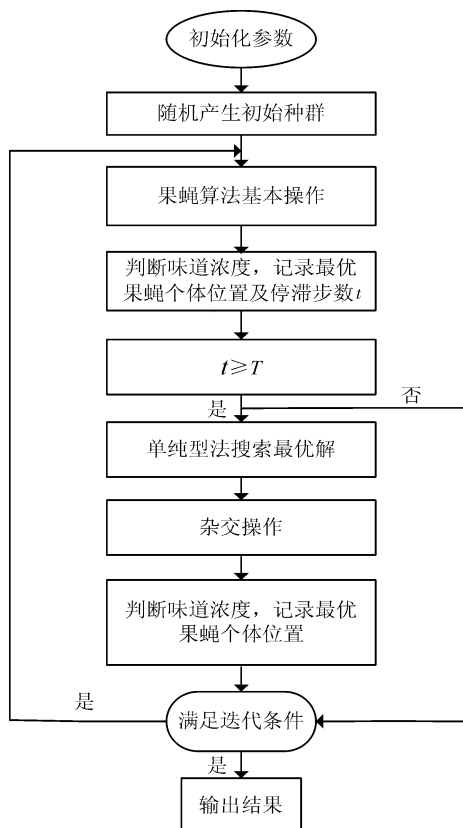 初始化参数
随机产生初始种群
果蝇算法基本操作
判断味道浓度，记录最优
果蝇个体位置及停滞步数t
t≥T
是
否
单纯型法搜索最优解
杂交操作
判断味道浓度，记录最优
果蝇个体位置
是
满足迭代条件
是
输出结果